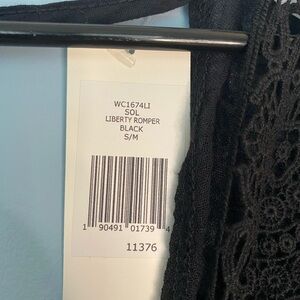 WC1674LI
SOL
LIBERTY ROMPER
BLACK
S/M
1 90491 01739 4
11376